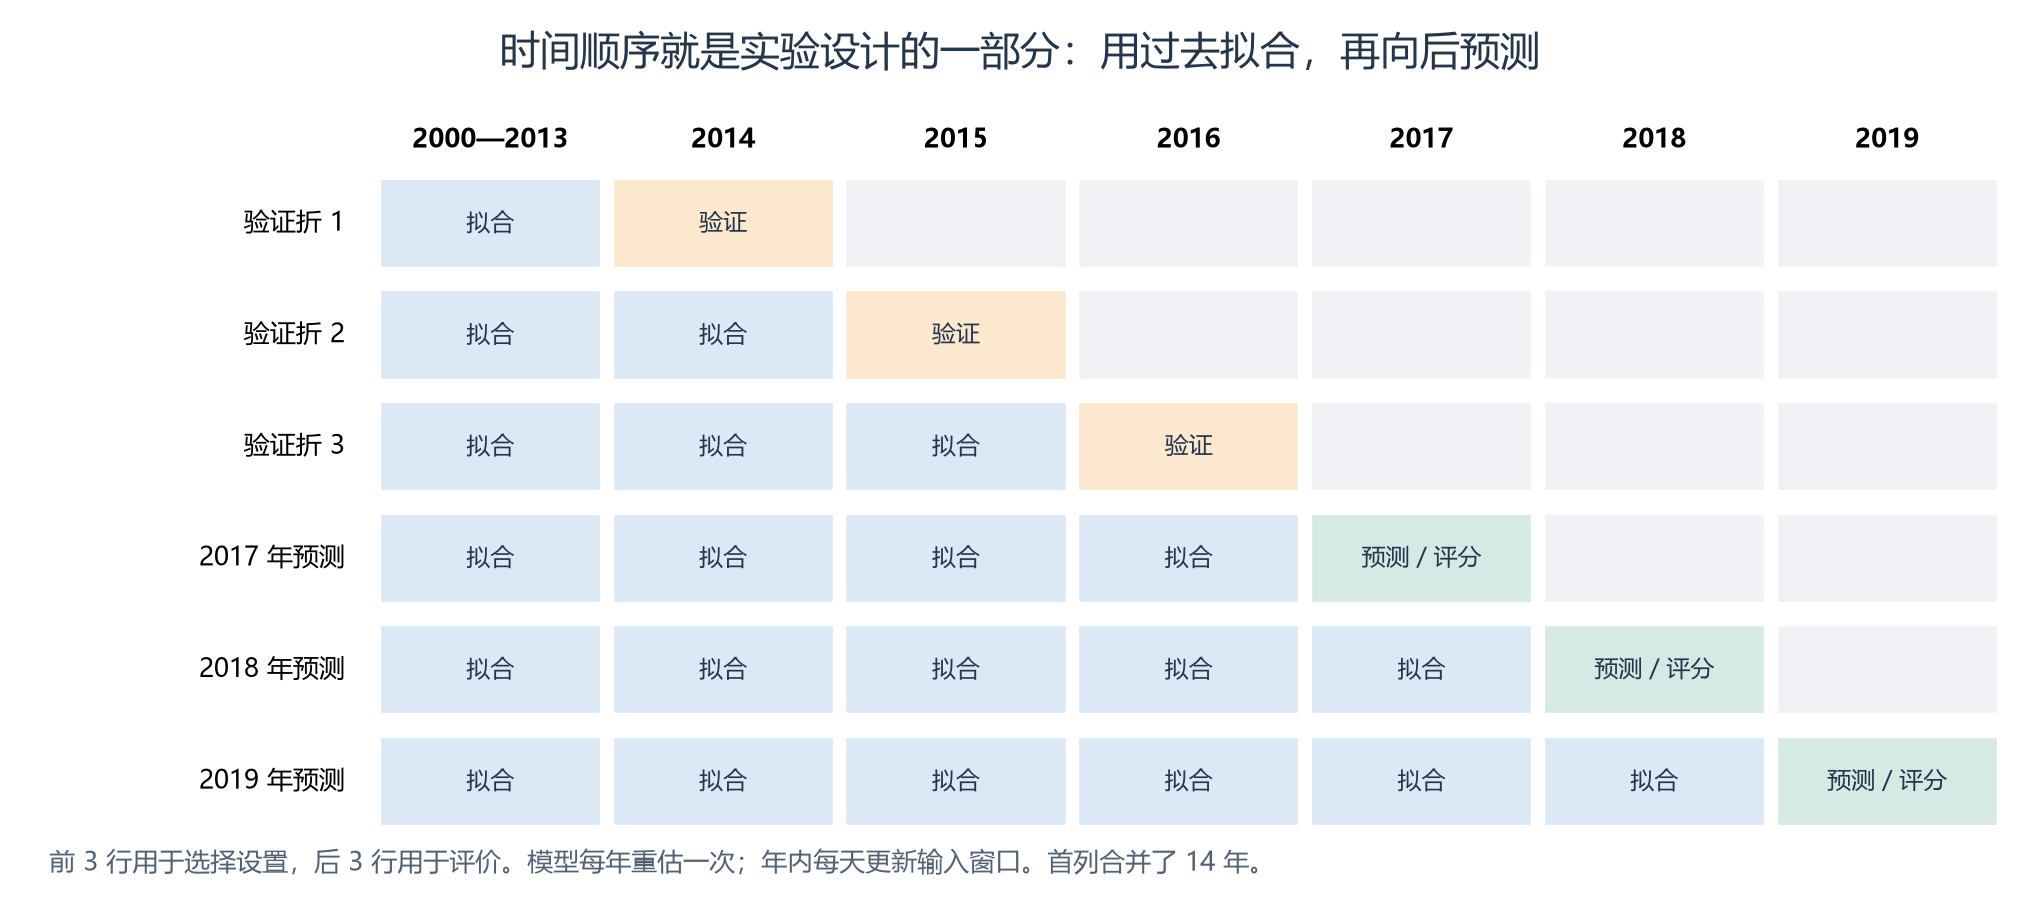 时间顺序就是实验设计的一部分：用过去拟合，再向后预测
2000—2013 2014 2015 2016 2017 2018 2019
验证折 1 拟合 验证
验证折 2 拟合 拟合 验证
验证折 3 拟合 拟合 拟合 验证
2017 年预测 拟合 拟合 拟合 拟合 预测 / 评分
2018 年预测 拟合 拟合 拟合 拟合 拟合 预测 / 评分
2019 年预测 拟合 拟合 拟合 拟合 拟合 拟合 预测 / 评分
前 3 行用于选择设置，后 3 行用于评价。模型每年重估一次；年内每天更新输入窗口。首列合并了 14 年。